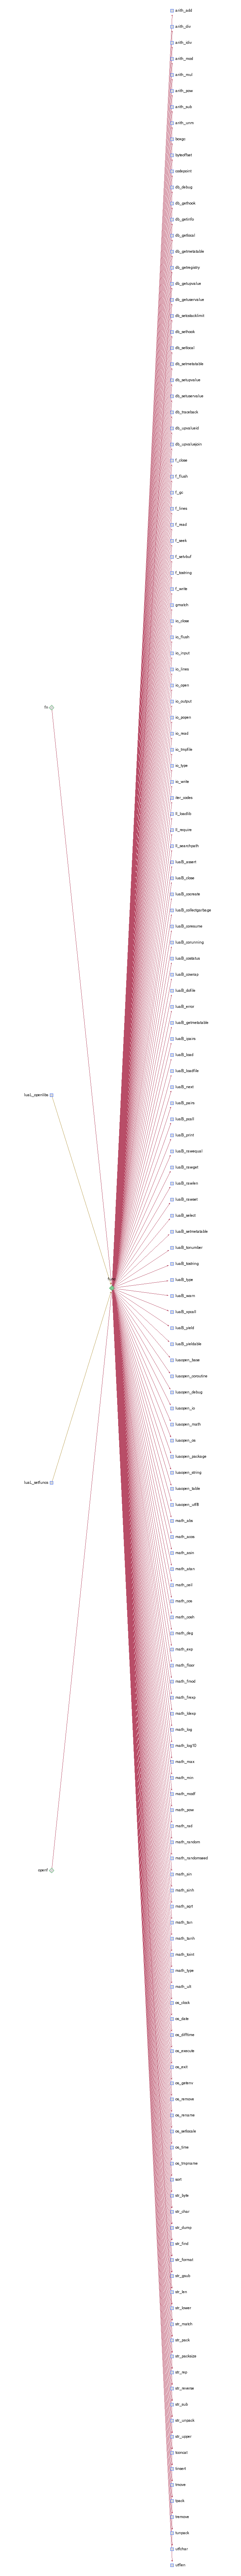 arith_add
arith_div
arith_idiv
arith_mod
arith_mul
arith_pow
arith_sub
arith_unm
boxgc
byteoffset
codepoint
db_debug
db_gethook
db_getinfo
db_getlocal
db_getmetatable
db_getregistry
db_getupvalue
db_getuservalue
db_setcstacklimit
db_sethook
db_setlocal
db_setmetatable
db_setupvalue
db_setuservalue
db_traceback
db_upvalueid
db_upvaluejoin
f_close
f_flush
f_gc
f_lines
f_read
f_seek
f_setvbuf
f_tostring
f_write
gmatch
io_close
io_flush
io_input
io_lines
io_open
io_output
fis
io_popen
io_read
io_tmpfile
io_type
io_write
iter_codes
ll_loadlib
ll_require
ll_searchpath
luaB_assert
luaB_close
luaB_cocreate
luaB_collectgarbage
luaB_coresume
luaB_corunning
luaB_costatus
luaB_cowrap
luaB_dofile
luaB_error
luaB_getmetatable
luaB_ipairs
luaB_load
luaB_loadfile
luaB_next
luaL_openlibs
luaB_pairs
luaB_pcall
luaB_print
luaB_rawequal
luaB_rawget
luaB_rawlen
luaB_rawset
luaB_select
luaB_setmetatable
luaB_tonumber
luaB_tostring
luaB_type
luaB_warn
luaB_xpcall
luaB_yield
luaB_yieldable
luaopen_base
luaopen_coroutine
luaopen_debug
luaopen_io
luaopen_math
luaopen_os
luaopen_package
luaopen_string
luaL_setfuncs
luaopen_table
luaopen_utf8
math_abs
math_acos
math_asin
math_atan
math_ceil
math_cos
math_cosh
math_deg
math_exp
math_floor
math_fmod
math_frexp
math_ldexp
math_log
math_log10
math_max
math_min
math_modf
math_pow
math_rad
math_random
math_randomseed
openf
math_sin
math_sinh
math_sqrt
math_tan
math_tanh
math_toint
math_type
math_ult
os_clock
os_date
os_difftime
os_execute
os_exit
os_getenv
os_remove
os_rename
os_setlocale
os_time
os_tmpname
sort
str_byte
str_char
str_dump
str_find
str_format
str_gsub
str_len
str_lower
str_match
str_pack
str_packsize
str_rep
str_reverse
str_sub
str_unpack
str_upper
tconcat
tinsert
tmove
tpack
tremove
tunpack
utfchar
utflen